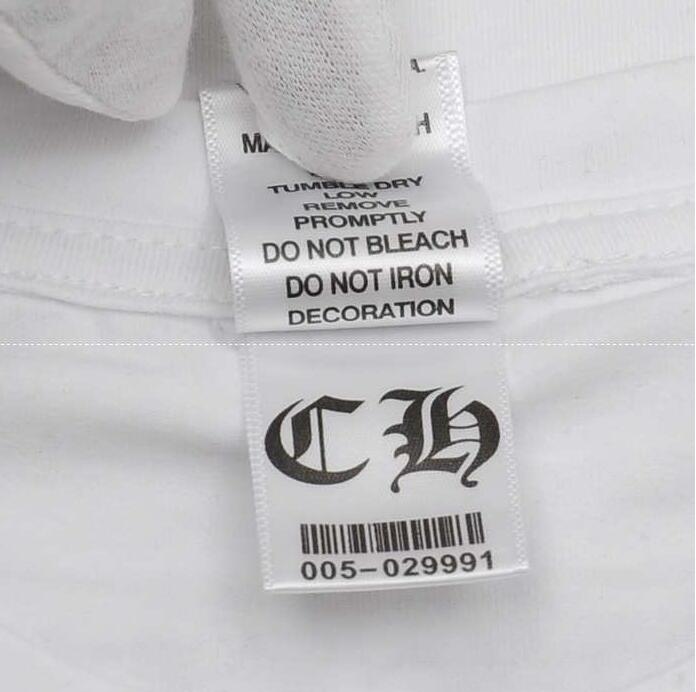 TUMBLE DRY
LOW
REMOVE
PROMPTLY
DO NOT BLEACH
DO NOT IRON
DECORATION
CH
005-029991